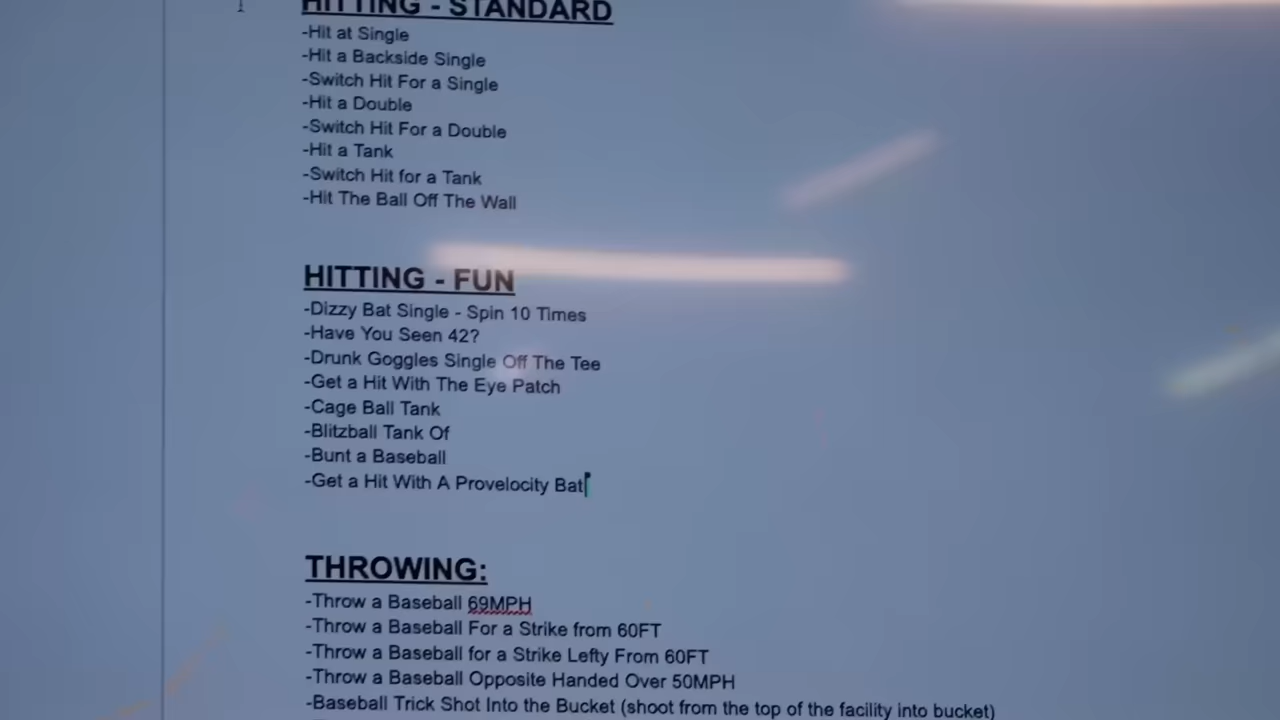 HITTING - STANDARD
-Hit at Single
-Hit a Backside Single
-Switch Hit For a Single
-Hit a Double
-Switch Hit For a Double
-Hit a Tank
-Switch Hit for a Tank
-Hit The Ball Off The Wall
HITTING - FUN
-Dizzy Bat Single - Spin 10 Times
-Have You Seen 42?
-Drunk Goggles Single Off The Tee
-Get a Hit With The Eye Patch
-Cage Ball Tank
-Blitzball Tank Of
-Bunt a Baseball
-Get a Hit With A Provelocity Bat
THROWING:
-Throw a Baseball 69MPH
-Throw a Baseball For a Strike from 60FT
-Throw a Baseball for a Strike Lefty From 60FT
-Throw a Baseball Opposite Handed Over 50MPH
-Baseball Trick Shot Into the Bucket (shoot from the top of the facility into bucket)